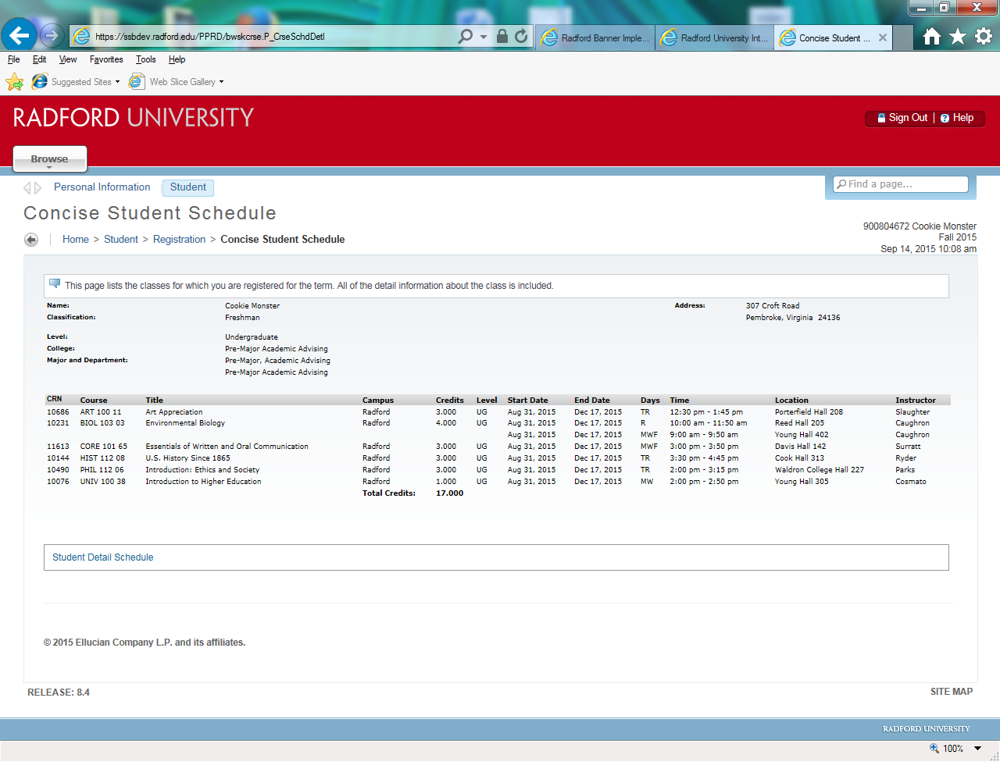 https://ssbdev.radford.edu/PPRD/bwskcrse.P_CrseSchdDetl
Radford Banner Imple...
Radford University Int...
Concise Student ...
File Edit View Favorites Tools Help
Suggested Sites
Web Slice Gallery
RADFORD UNIVERSITY
Sign Out | Help
Browse
Personal Information Student
Find a page...
Concise Student Schedule
900804672 Cookie Monster
Home > Student > Registration > Concise Student Schedule
Fall 2015
Sep 14, 2015 10:08 am
This page lists the classes for which you are registered for the term. All of the detail information about the class is included.
Name: Cookie Monster Address: 307 Croft Road
Classification: Freshman Pembroke, Virginia 24136
Level: Undergraduate
College: Pre-Major Academic Advising
Major and Department: Pre-Major, Academic Advising
Pre-Major Academic Advising
CRN Course Title Campus Credits Level Start Date End Date Days Time Location Instructor
10686 ART 100 11 Art Appreciation Radford 3.000 UG Aug 31, 2015 Dec 17, 2015 TR 12:30 pm - 1:45 pm Porterfield Hall 208 Slaughter
10231 BIOL 103 03 Environmental Biology Radford 4.000 UG Aug 31, 2015 Dec 17, 2015 R 10:00 am - 11:50 am Reed Hall 205 Caughron
Aug 31, 2015 Dec 17, 2015 MWF 9:00 am - 9:50 am Young Hall 402 Caughron
11613 CORE 101 65 Essentials of Written and Oral Communication Radford 3.000 UG Aug 31, 2015 Dec 17, 2015 MWF 3:00 pm - 3:50 pm Davis Hall 142 Surratt
10144 HIST 112 08 U.S. History Since 1865 Radford 3.000 UG Aug 31, 2015 Dec 17, 2015 TR 3:30 pm - 4:45 pm Cook Hall 313 Ryder
10490 PHIL 112 06 Introduction: Ethics and Society Radford 3.000 UG Aug 31, 2015 Dec 17, 2015 TR 2:00 pm - 3:15 pm Waldron College Hall 227 Parks
10076 UNIV 100 38 Introduction to Higher Education Radford 1.000 UG Aug 31, 2015 Dec 17, 2015 MW 2:00 pm - 2:50 pm Young Hall 305 Cosmato
Total Credits: 17.000
Student Detail Schedule
© 2015 Ellucian Company L.P. and its affiliates.
RELEASE: 8.4
SITE MAP
RADFORD UNIVERSITY
100%